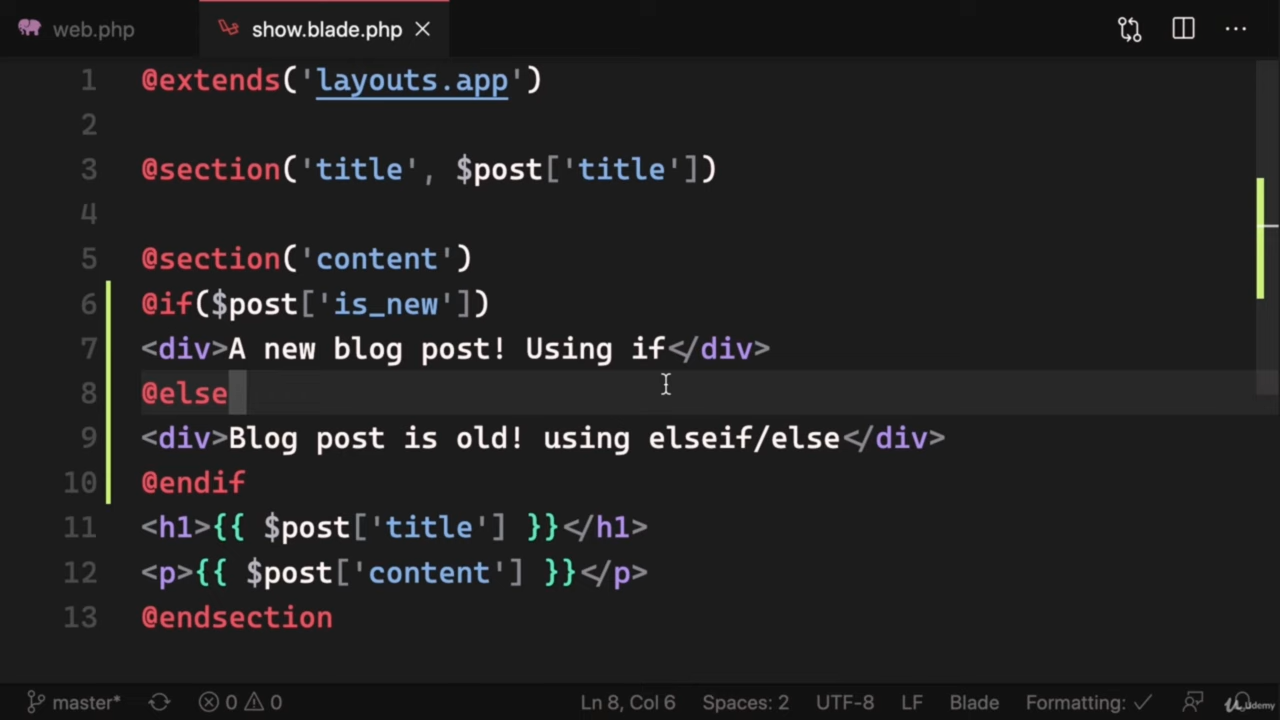 web.php
show.blade.php
1 @extends('layouts.app')
2
3 @section('title', $post['title'])
4
5 @section('content')
6 @if($post['is_new'])
7 <div>A new blog post! Using if</div>
8 @else
9 <div>Blog post is old! using elseif/else</div>
10 @endif
11 <h1>{{ $post['title'] }}</h1>
12 <p>{{ $post['content'] }}</p>
13 @endsection
master* 0 0 Ln 8, Col 6 Spaces: 2 UTF-8 LF Blade Formatting: ✓ Udemy